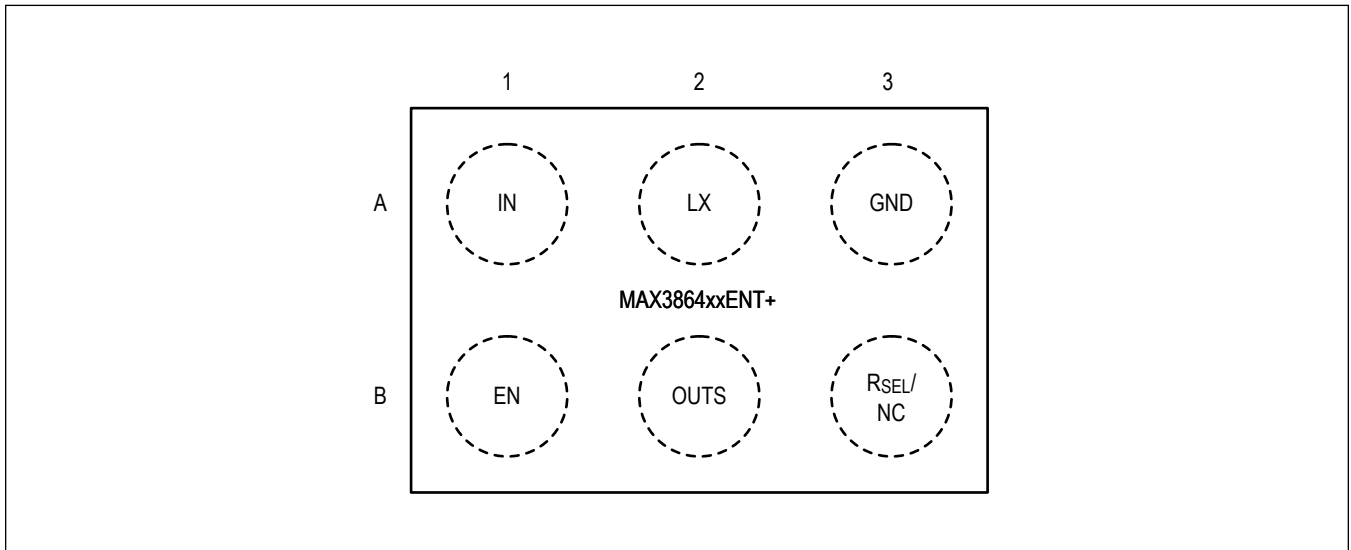 1 2 3
A IN LX GND
MAX3864xxENT+
B EN OUTS RSEL/
NC